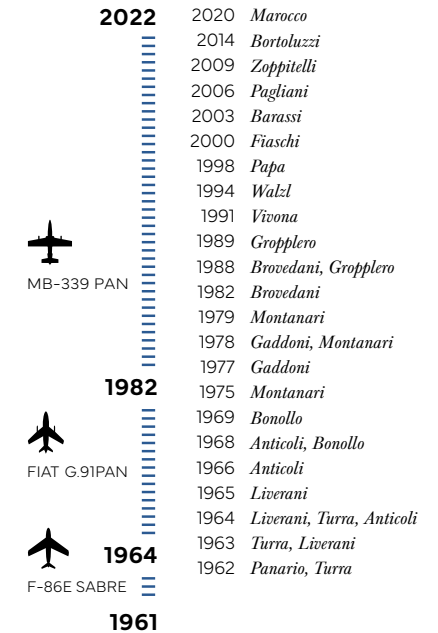 2022
2020 Marocco
2014 Bortoluzzi
2009 Zoppitelli
2006 Pagliani
2003 Barassi
2000 Fiaschi
1998 Papa
1994 Walzl
1991 Vivona
1989 Gropplero
1988 Brovedani, Gropplero
MB-339 PAN
1982 Brovedani
1979 Montanari
1978 Gaddoni, Montanari
1977 Gaddoni
1982
1975 Montanari
1969 Bonollo
1968 Anticoli, Bonollo
FIAT G.91PAN
1966 Anticoli
1965 Liverani
1964 Liverani, Turra, Anticoli
1963 Turra, Liverani
1964
1962 Panario, Turra
F-86E SABRE
1961